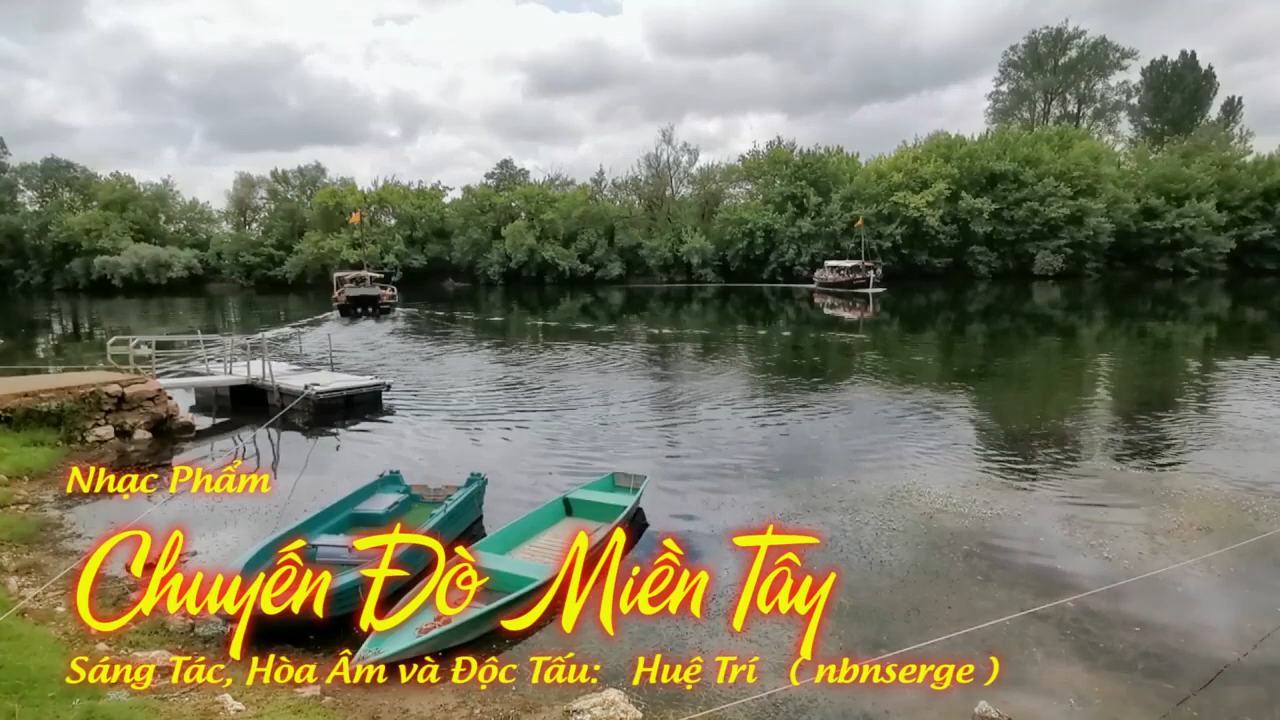 Nhạc Phẩm
Chuyến Đò Miền Tây
Sáng Tác, Hòa Âm và Độc Tấu: Huệ Trí ( nbnserge )